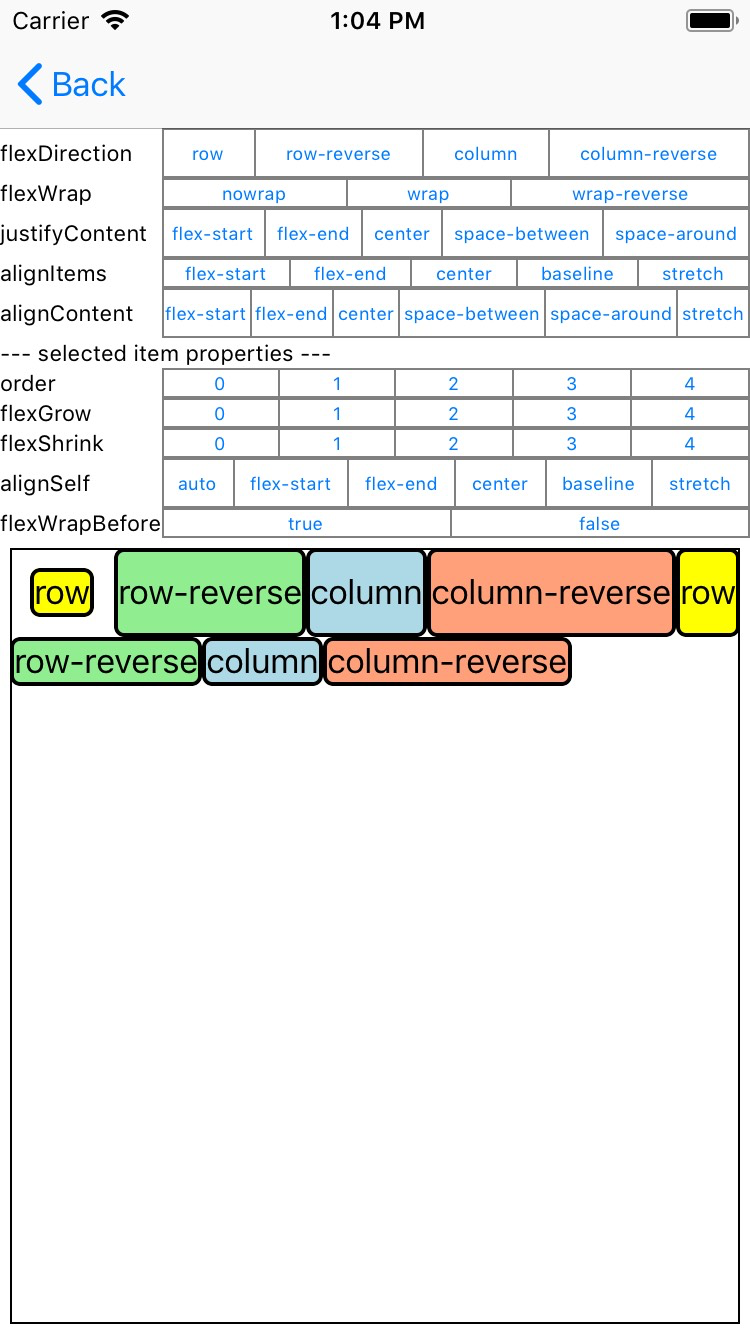 Carrier 1:04 PM
Back
flexDirection row row-reverse column column-reverse
flexWrap nowrap wrap wrap-reverse
justifyContent flex-start flex-end center space-between space-around
alignItems flex-start flex-end center baseline stretch
alignContent flex-start flex-end center space-between space-around stretch
--- selected item properties ---
order 0 1 2 3 4
flexGrow 0 1 2 3 4
flexShrink 0 1 2 3 4
alignSelf auto flex-start flex-end center baseline stretch
flexWrapBefore true false
row row-reverse column column-reverse row
row-reverse column column-reverse